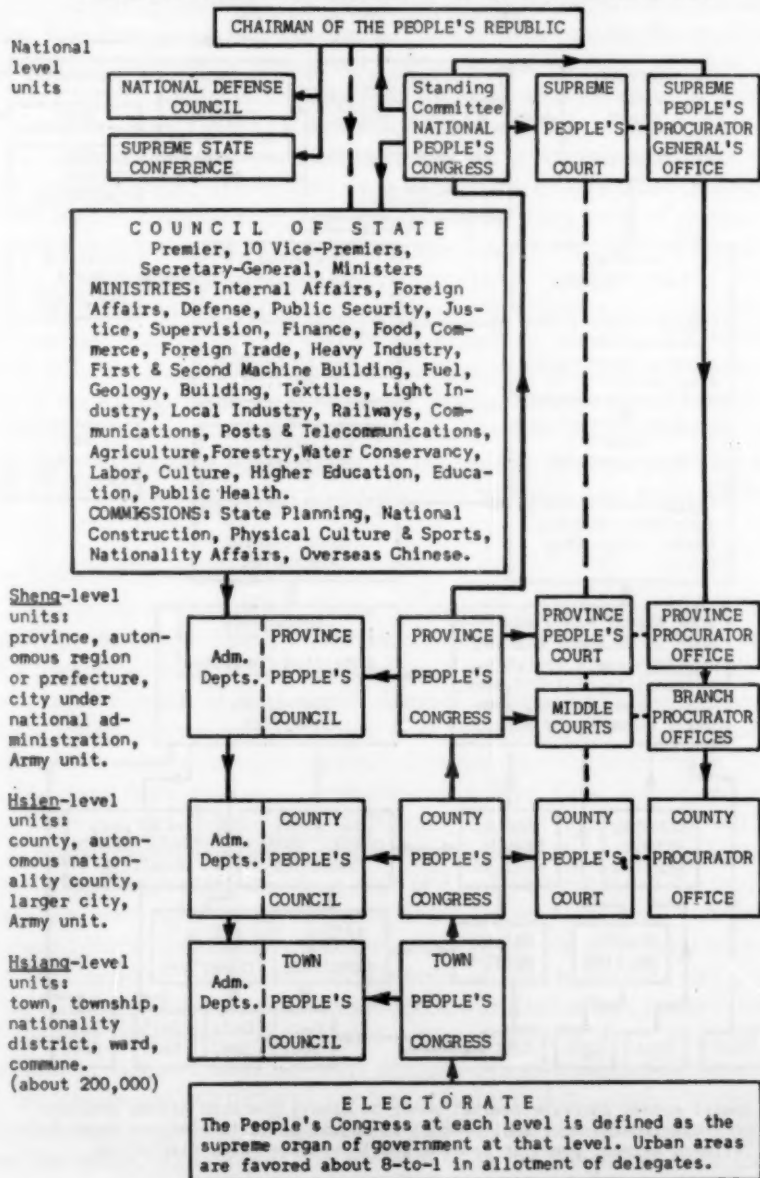 CHAIRMAN OF THE PEOPLE'S REPUBLIC
National
level
units
NATIONAL DEFENSE
COUNCIL
SUPREME STATE
CONFERENCE
Standing
Committee
NATIONAL
PEOPLE'S
CONGRESS
SUPREME
PEOPLE'S
COURT
SUPREME
PEOPLE'S
PROCURATOR
GENERAL'S
OFFICE
COUNCIL OF STATE
Premier, 10 Vice-Premiers,
Secretary-General, Ministers
MINISTRIES: Internal Affairs, Foreign
Affairs, Defense, Public Security, Jus-
tice, Supervision, Finance, Food, Com-
merce, Foreign Trade, Heavy Industry,
First & Second Machine Building, Fuel,
Geology, Building, Textiles, Light In-
dustry, Local Industry, Railways, Com-
munications, Posts & Telecommunications,
Agriculture,Forestry,Water Conservancy,
Labor, Culture, Higher Education, Educa-
tion, Public Health.
COMMISSIONS: State Planning, National
Construction, Physical Culture & Sports,
Nationality Affairs, Overseas Chinese.
Sheng-level
units:
province, auton-
omous region
or prefecture,
city under
national ad-
ministration,
Army unit.
Adm.
Depts.
PROVINCE
PEOPLE'S
COUNCIL
PROVINCE
PEOPLE'S
CONGRESS
PROVINCE
PEOPLE'S
COURT
MIDDLE
COURTS
PROVINCE
PROCURATOR
OFFICE
BRANCH
PROCURATOR
OFFICES
Hsien-level
units:
county, auton-
omous nation-
ality county,
larger city,
Army unit.
Adm.
Depts.
COUNTY
PEOPLE'S
COUNCIL
COUNTY
PEOPLE'S
CONGRESS
COUNTY
PEOPLE'S
COURT
COUNTY
PROCURATOR
OFFICE
Hsiang-level
units:
town, township,
nationality
district, ward,
commune.
(about 200,000)
Adm.
Depts.
TOWN
PEOPLE'S
COUNCIL
TOWN
PEOPLE'S
CONGRESS
ELECTORATE
The People's Congress at each level is defined as the
supreme organ of government at that level. Urban areas
are favored about 8-to-1 in allotment of delegates.